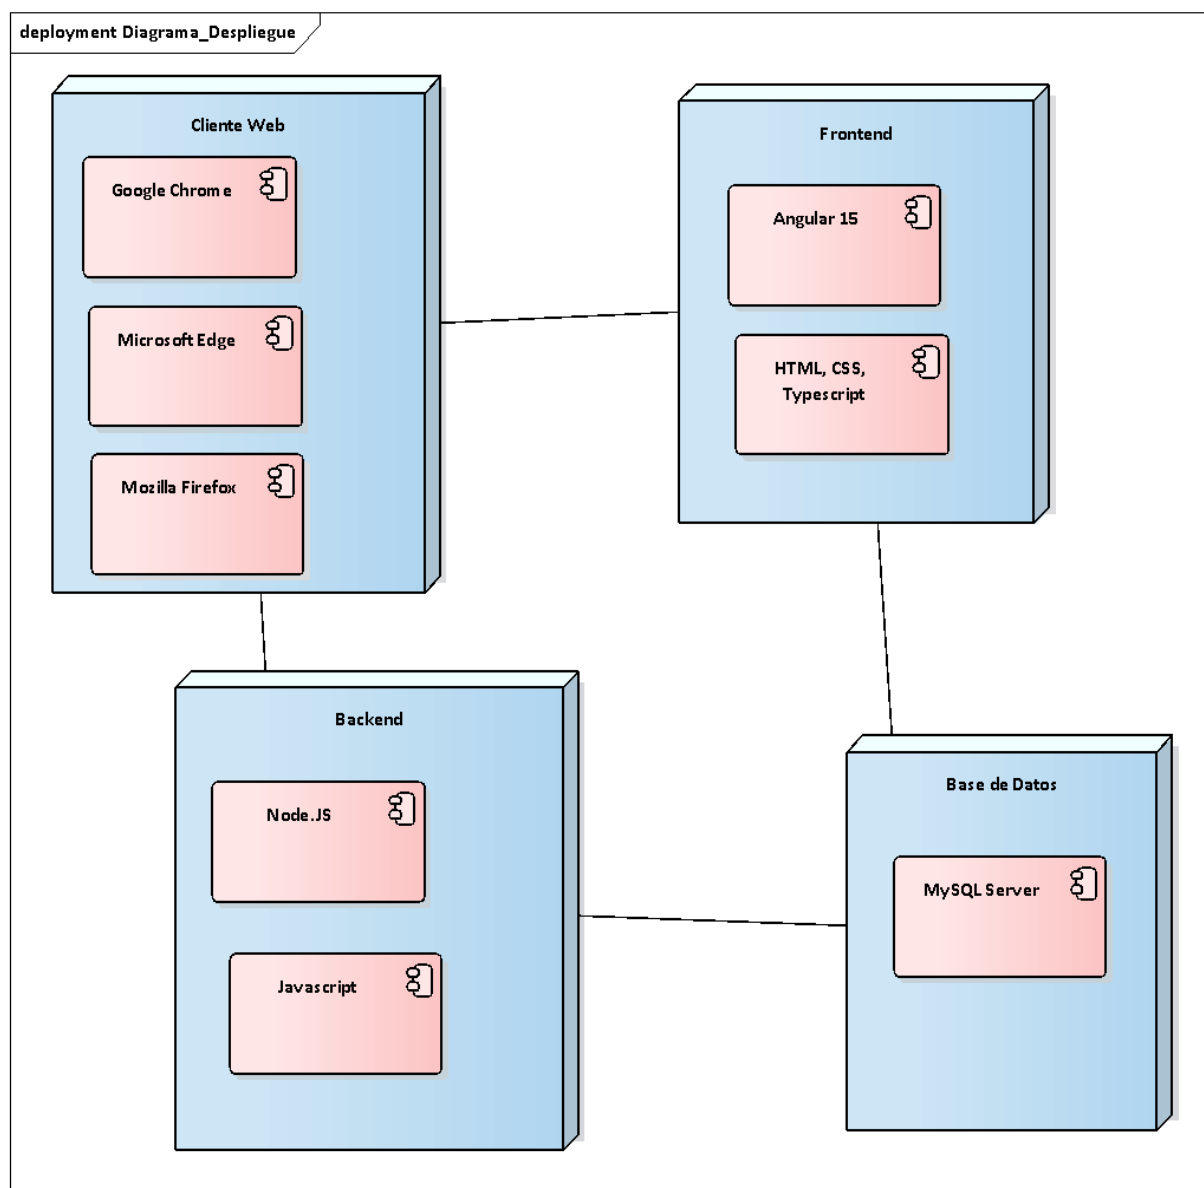 deployment Diagrama_Despliegue
Cliente Web
Google Chrome
Microsoft Edge
Mozilla Firefox
Frontend
Angular 15
HTML, CSS,
Typescript
Backend
Node.JS
Javascript
Base de Datos
MySQL Server